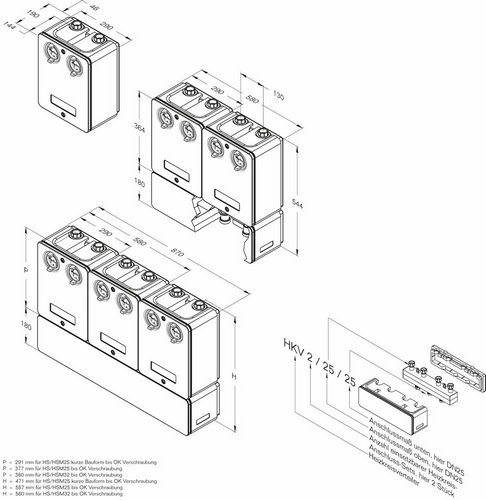 46
190
144
290
130
290
580
364
180
544
290
580
870
P
180
H
HKV 2 / 25 / 25
Anschlussmaß unten, hier DN25
Anschlussmaß oben, hier DN25
Anzahl einsetzbarer Heizkreis-
Anschluss-Sets, hier 2 Stück
Heizkreisverteiler
P = 291 mm für HS/HSM25 kurze Bauform bis OK Verschraubung
P = 377 mm für HS/HSM25 bis OK Verschraubung
P = 380 mm für HS/HSM32 bis OK Verschraubung
H = 471 mm für HS/HSM25 kurze Bauform bis OK Verschraubung
H = 557 mm für HS/HSM25 bis OK Verschraubung
H = 560 mm für HS/HSM32 bis OK Verschraubung